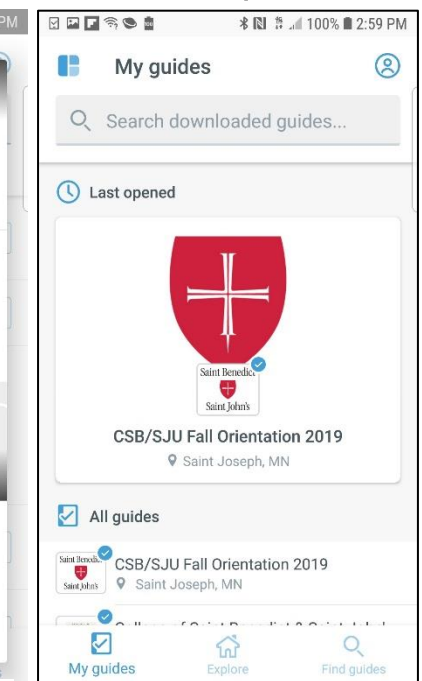 PM
100% 2:59 PM
My guides
Search downloaded guides...
Last opened
Saint Benedict
Saint John's
CSB/SJU Fall Orientation 2019
Saint Joseph, MN
All guides
Saint Benedic
Saint John's
CSB/SJU Fall Orientation 2019
Saint Joseph, MN
My guides
Explore
Find guides